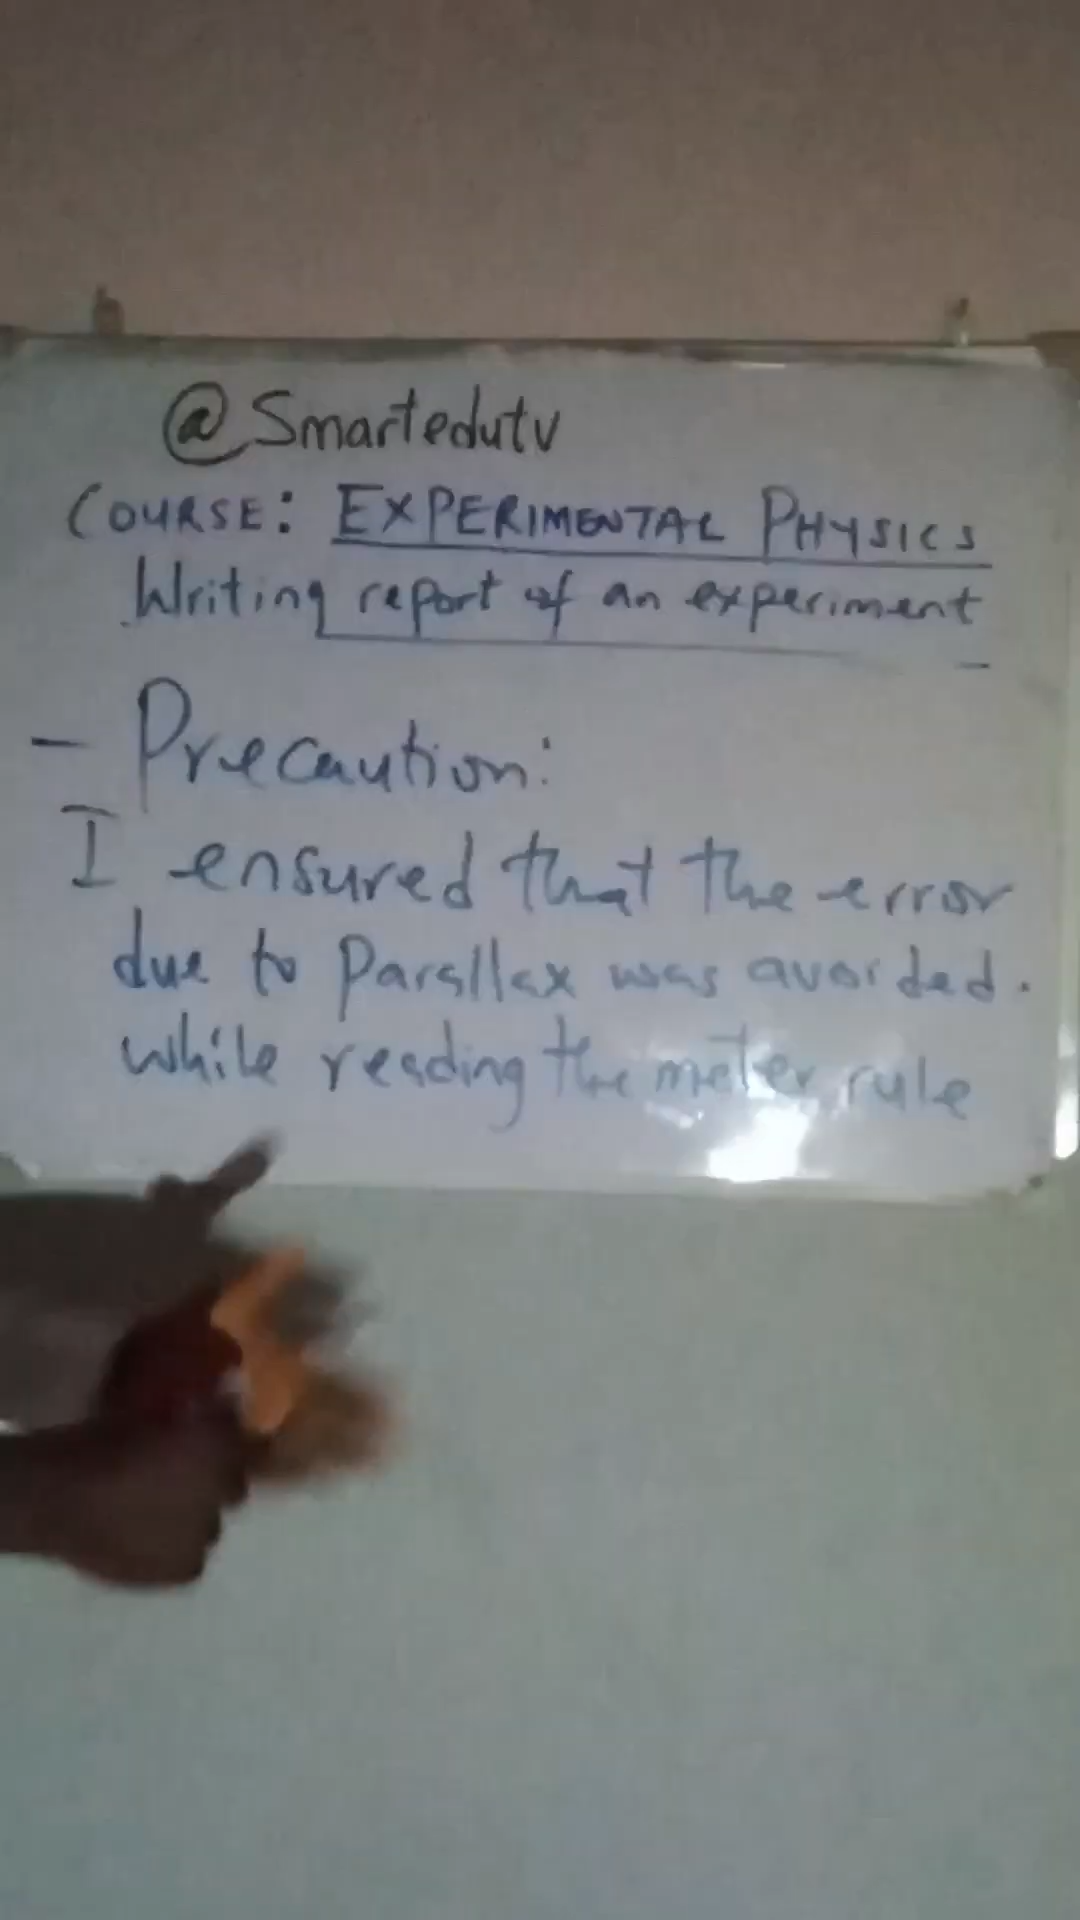 @Smartedutv
COURSE: EXPERIMENTAL PHYSICS
Writing report of an experiment
- Precaution:
I ensured that the error
due to parallax was avoided.
while reading the meter rule